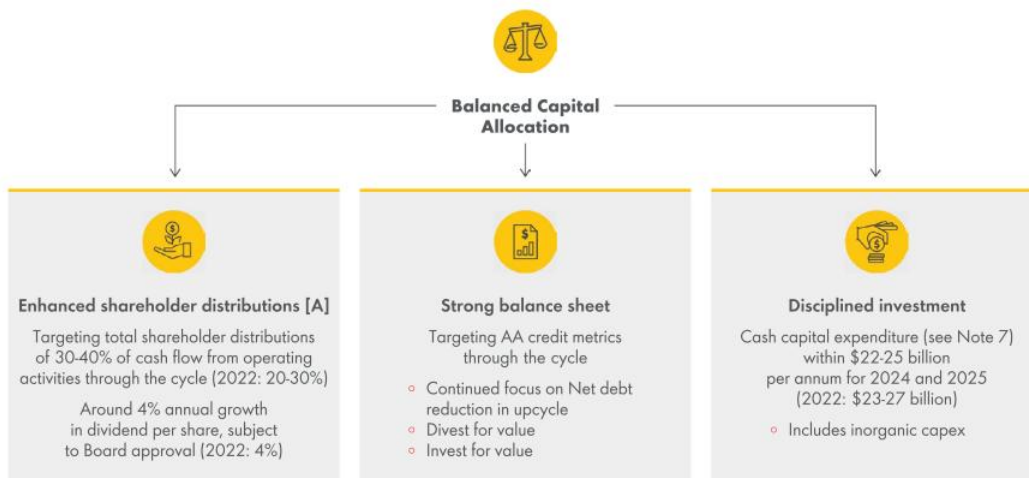 Balanced Capital
Allocation
Enhanced shareholder distributions [A]
Targeting total shareholder distributions
of 30-40% of cash flow from operating
activities through the cycle (2022: 20-30%)
Around 4% annual growth
in dividend per share, subject
to Board approval (2022: 4%)
Strong balance sheet
Targeting AA credit metrics
through the cycle
Continued focus on Net debt
reduction in upcycle
Divest for value
Invest for value
Disciplined investment
Cash capital expenditure (see Note 7)
within $22-25 billion
per annum for 2024 and 2025
(2022: $23-27 billion)
Includes inorganic capex